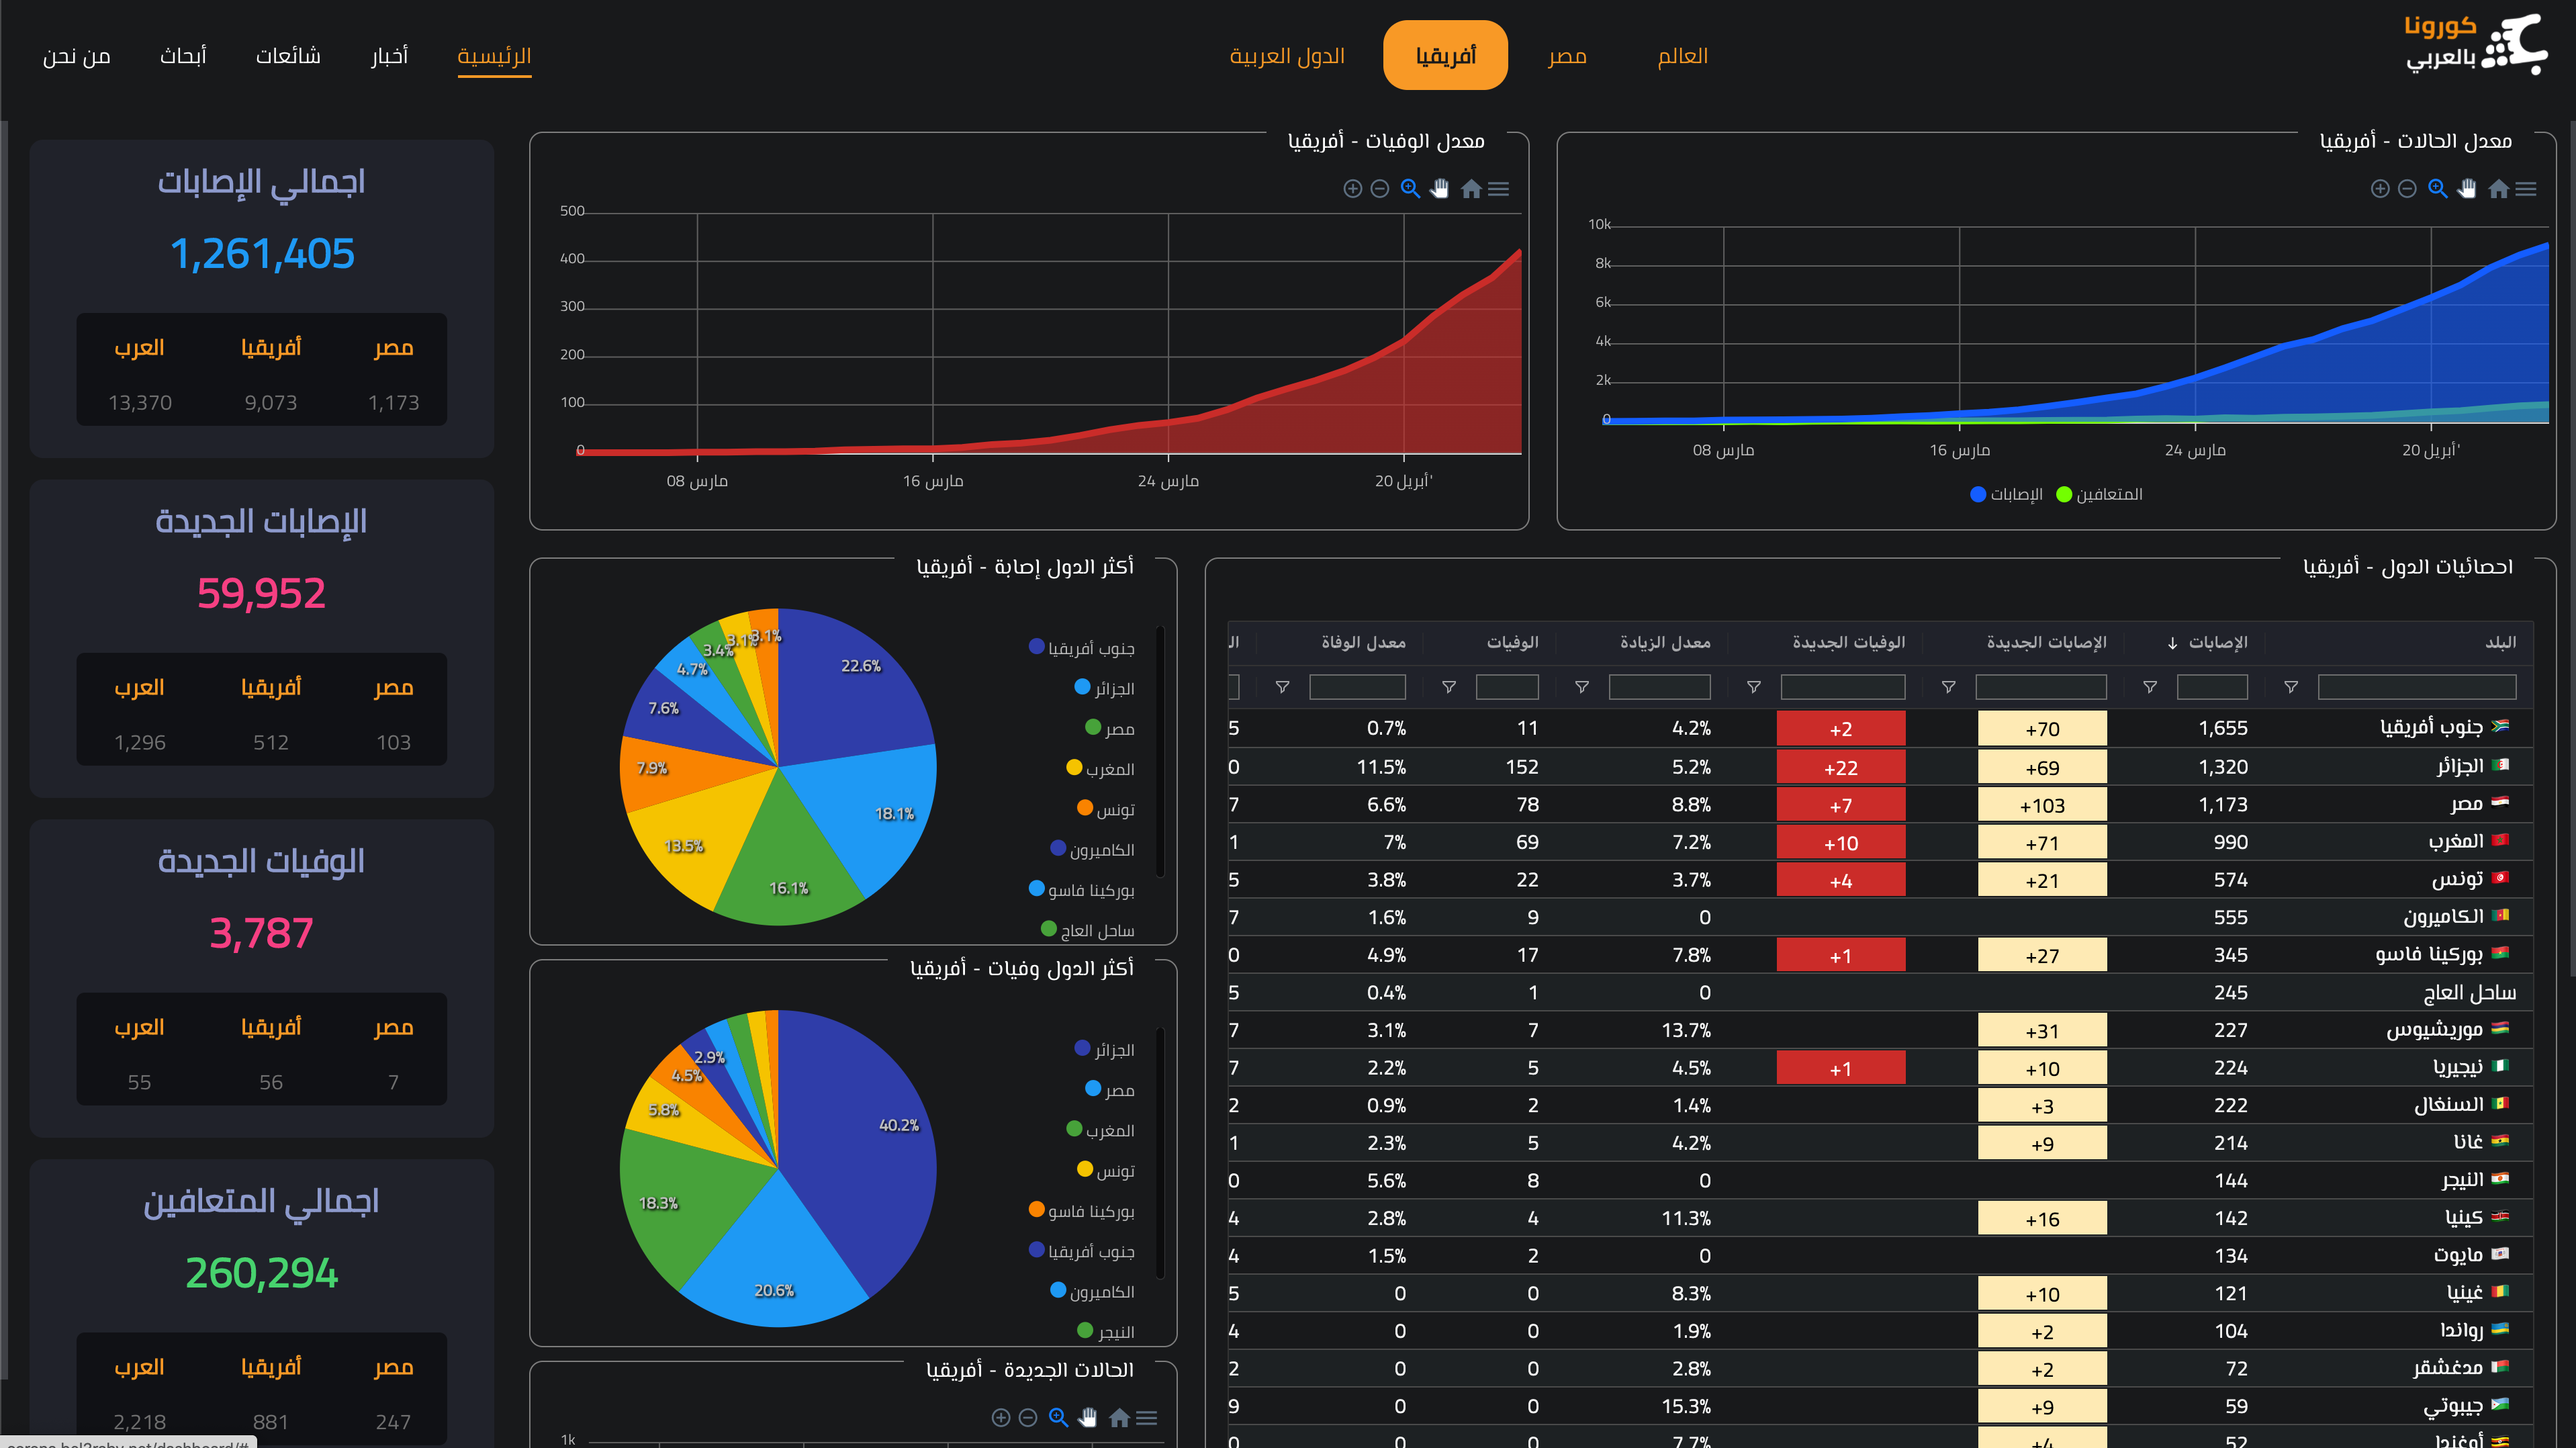 كورونا
بالعربي
العالم
مصر
أفريقيا
الدول العربية
الرئيسية
أخبار
شائعات
أبحاث
من نحن
معدل الحالات - أفريقيا
10k
8k
6k
4k
2k
0
08 مارس
16 مارس
24 مارس
20 أبريل'
الإصابات
المتعافين
معدل الوفيات - أفريقيا
500
400
300
200
100
0
08 مارس
16 مارس
24 مارس
20 أبريل'
اجمالي الإصابات
1,261,405
مصر أفريقيا العرب
1,173 9,073 13,370
الإصابات الجديدة
59,952
مصر أفريقيا العرب
103 512 1,296
الوفيات الجديدة
3,787
مصر أفريقيا العرب
7 56 55
اجمالي المتعافين
260,294
مصر أفريقيا العرب
247 881 2,218
احصائيات الدول - أفريقيا
البلد الإصابات ↓ الإصابات الجديدة الوفيات الجديدة معدل الزيادة الوفيات معدل الوفاة
جنوب أفريقيا 1,655 +70 +2 4.2% 11 0.7% 5
الجزائر 1,320 +69 +22 5.2% 152 11.5% 0
مصر 1,173 +103 +7 8.8% 78 6.6% 7
المغرب 990 +71 +10 7.2% 69 7% 1
تونس 574 +21 +4 3.7% 22 3.8% 5
الكاميرون 555 0 9 1.6% 7
بوركينا فاسو 345 +27 +1 7.8% 17 4.9% 0
ساحل العاج 245 0 1 0.4% 5
موريشيوس 227 +31 13.7% 7 3.1% 7
نيجيريا 224 +10 +1 4.5% 5 2.2% 7
السنغال 222 +3 1.4% 2 0.9% 2
غانا 214 +9 4.2% 5 2.3% 1
النيجر 144 0 8 5.6% 0
كينيا 142 +16 11.3% 4 2.8% 4
مايوت 134 0 2 1.5% 4
غينيا 121 +10 8.3% 0 0 5
رواندا 104 +2 1.9% 0 0 4
مدغشقر 72 +2 2.8% 0 0 2
جيبوتي 59 +9 15.3% 0 0 9
أوغندا 52 +4 7.7% 0 0 0
أكثر الدول إصابة - أفريقيا
22.6%
18.1%
16.1%
13.5%
7.9%
7.6%
4.7%
3.4%
3.1%
3.1%
جنوب أفريقيا
الجزائر
مصر
المغرب
تونس
الكاميرون
بوركينا فاسو
ساحل العاج
أكثر الدول وفيات - أفريقيا
40.2%
20.6%
18.3%
5.8%
4.5%
2.9%
الجزائر
مصر
المغرب
تونس
بوركينا فاسو
جنوب أفريقيا
الكاميرون
النيجر
الحالات الجديدة - أفريقيا
1k